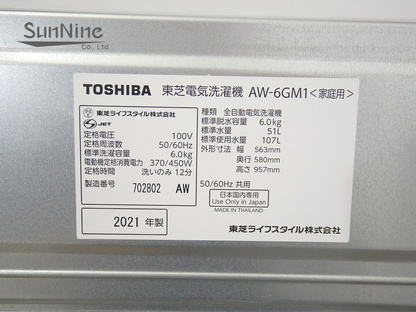 SunNine
Co., Ltd
TOSHIBA 東芝電気洗濯機 AW-6GM1<家庭用>
東芝ライフスタイル株式会社
JET
定格電圧 100V
定格周波数 50/60Hz
標準洗濯容量 6.0kg
電動機定格消費電力 370/450W
定格時間 洗いのみ 12分
製造番号 702802 AW
2021 年製
種類 全自動電気洗濯機
標準脱水容量 6.0kg
標準水量 51L
標準使用水量 107L
外形寸法 幅 563mm
奥行 580mm
高さ 957mm
50/60Hz 共用
日本国内専用
Use Only in Japan
MADE IN THAILAND
東芝ライフスタイル株式会社